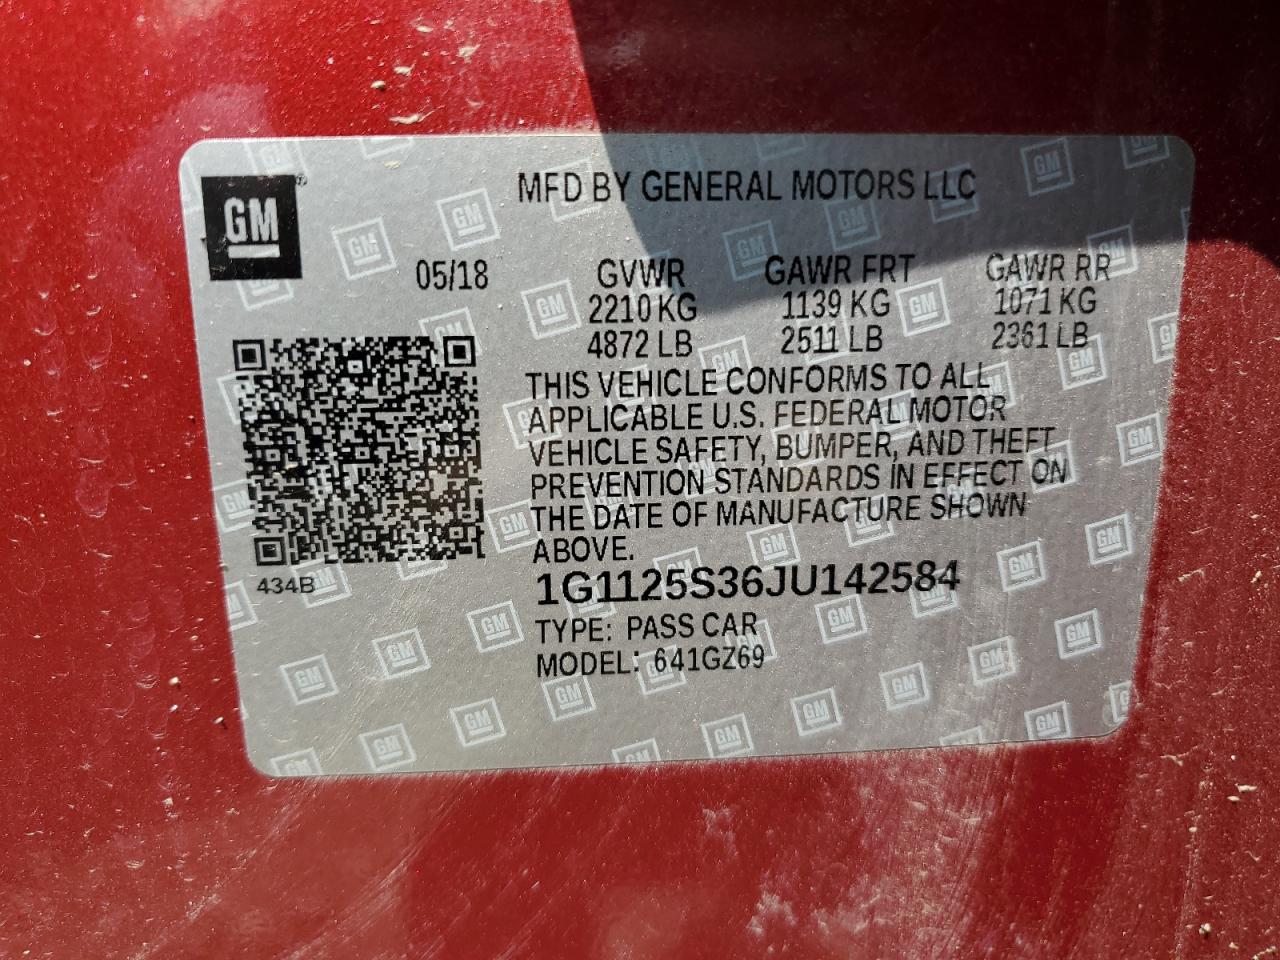 GM
MFD BY GENERAL MOTORS LLC
05/18 GVWR GAWR FRT GAWR RR
2210 KG 1139 KG 1071 KG
4872 LB 2511 LB 2361 LB
THIS VEHICLE CONFORMS TO ALL
APPLICABLE U.S. FEDERAL MOTOR
VEHICLE SAFETY, BUMPER, AND THEFT
PREVENTION STANDARDS IN EFFECT ON
THE DATE OF MANUFACTURE SHOWN
ABOVE.
434B
1G1125S36JU142584
TYPE: PASS CAR
MODEL: 641GZ69